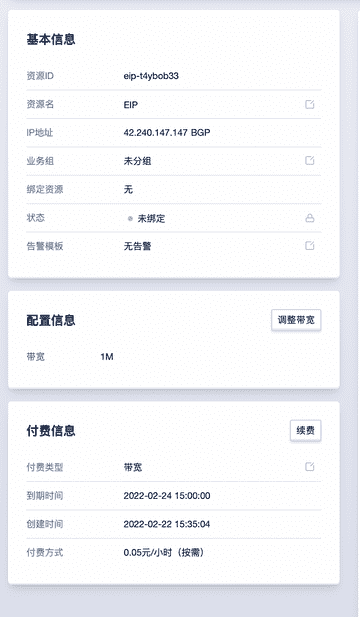 基本信息
资源ID eip-t4ybob33
资源名 EIP
IP地址 42.240.147.147 BGP
业务组 未分组
绑定资源 无
状态 未绑定
告警模板 无告警
配置信息 调整带宽
带宽 1M
付费信息 续费
付费类型 带宽
到期时间 2022-02-24 15:00:00
创建时间 2022-02-22 15:35:04
付费方式 0.05元/小时（按需）